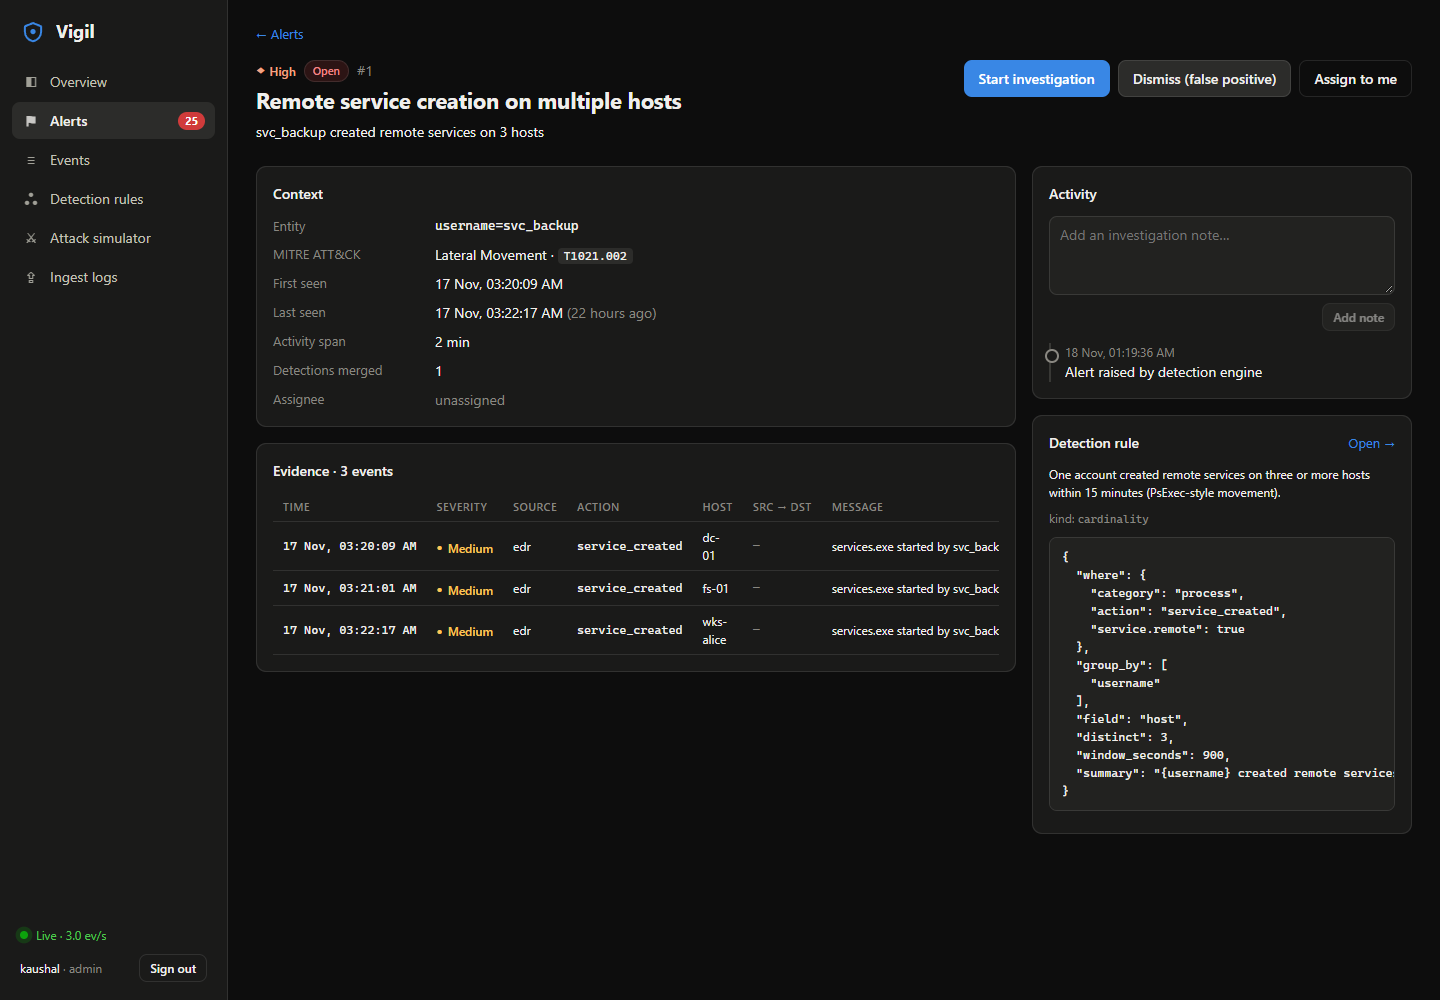 Vigil
Overview
Alerts 25
Events
Detection rules
Attack simulator
Ingest logs
Live · 3.0 ev/s
kaushal · admin
Sign out
← Alerts
High Open #1
Remote service creation on multiple hosts
svc_backup created remote services on 3 hosts
Start investigation
Dismiss (false positive)
Assign to me
Context
Entity username=svc_backup
MITRE ATT&CK Lateral Movement · T1021.002
First seen 17 Nov, 03:20:09 AM
Last seen 17 Nov, 03:22:17 AM (22 hours ago)
Activity span 2 min
Detections merged 1
Assignee unassigned
Evidence · 3 events
TIME SEVERITY SOURCE ACTION HOST SRC → DST MESSAGE
17 Nov, 03:20:09 AM • Medium edr service_created dc-01 — services.exe started by svc_back
17 Nov, 03:21:01 AM • Medium edr service_created fs-01 — services.exe started by svc_back
17 Nov, 03:22:17 AM • Medium edr service_created wks-alice — services.exe started by svc_back
Activity
Add an investigation note...
Add note
18 Nov, 01:19:36 AM
Alert raised by detection engine
Detection rule Open →
One account created remote services on three or more hosts
within 15 minutes (PsExec-style movement).
kind: cardinality
{
"where": {
"category": "process",
"action": "service_created",
"service.remote": true
},
"group_by": [
"username"
],
"field": "host",
"distinct": 3,
"window_seconds": 900,
"summary": "{username} created remote service
}